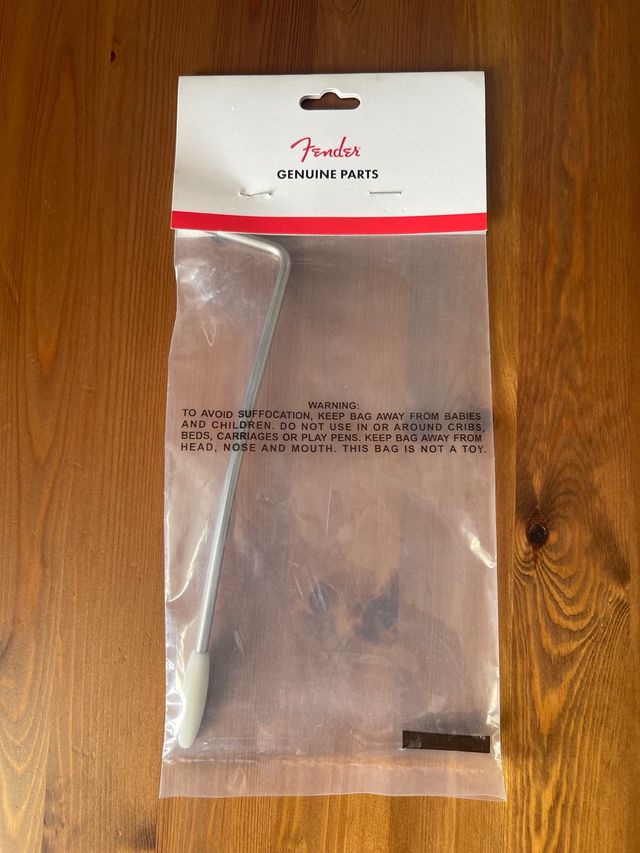 Fender
GENUINE PARTS
WARNING:
TO AVOID SUFFOCATION, KEEP BAG AWAY FROM BABIES
AND CHILDREN. DO NOT USE IN OR AROUND CRIBS,
BEDS, CARRIAGES OR PLAY PENS. KEEP BAG AWAY FROM
HEAD, NOSE AND MOUTH. THIS BAG IS NOT A TOY.